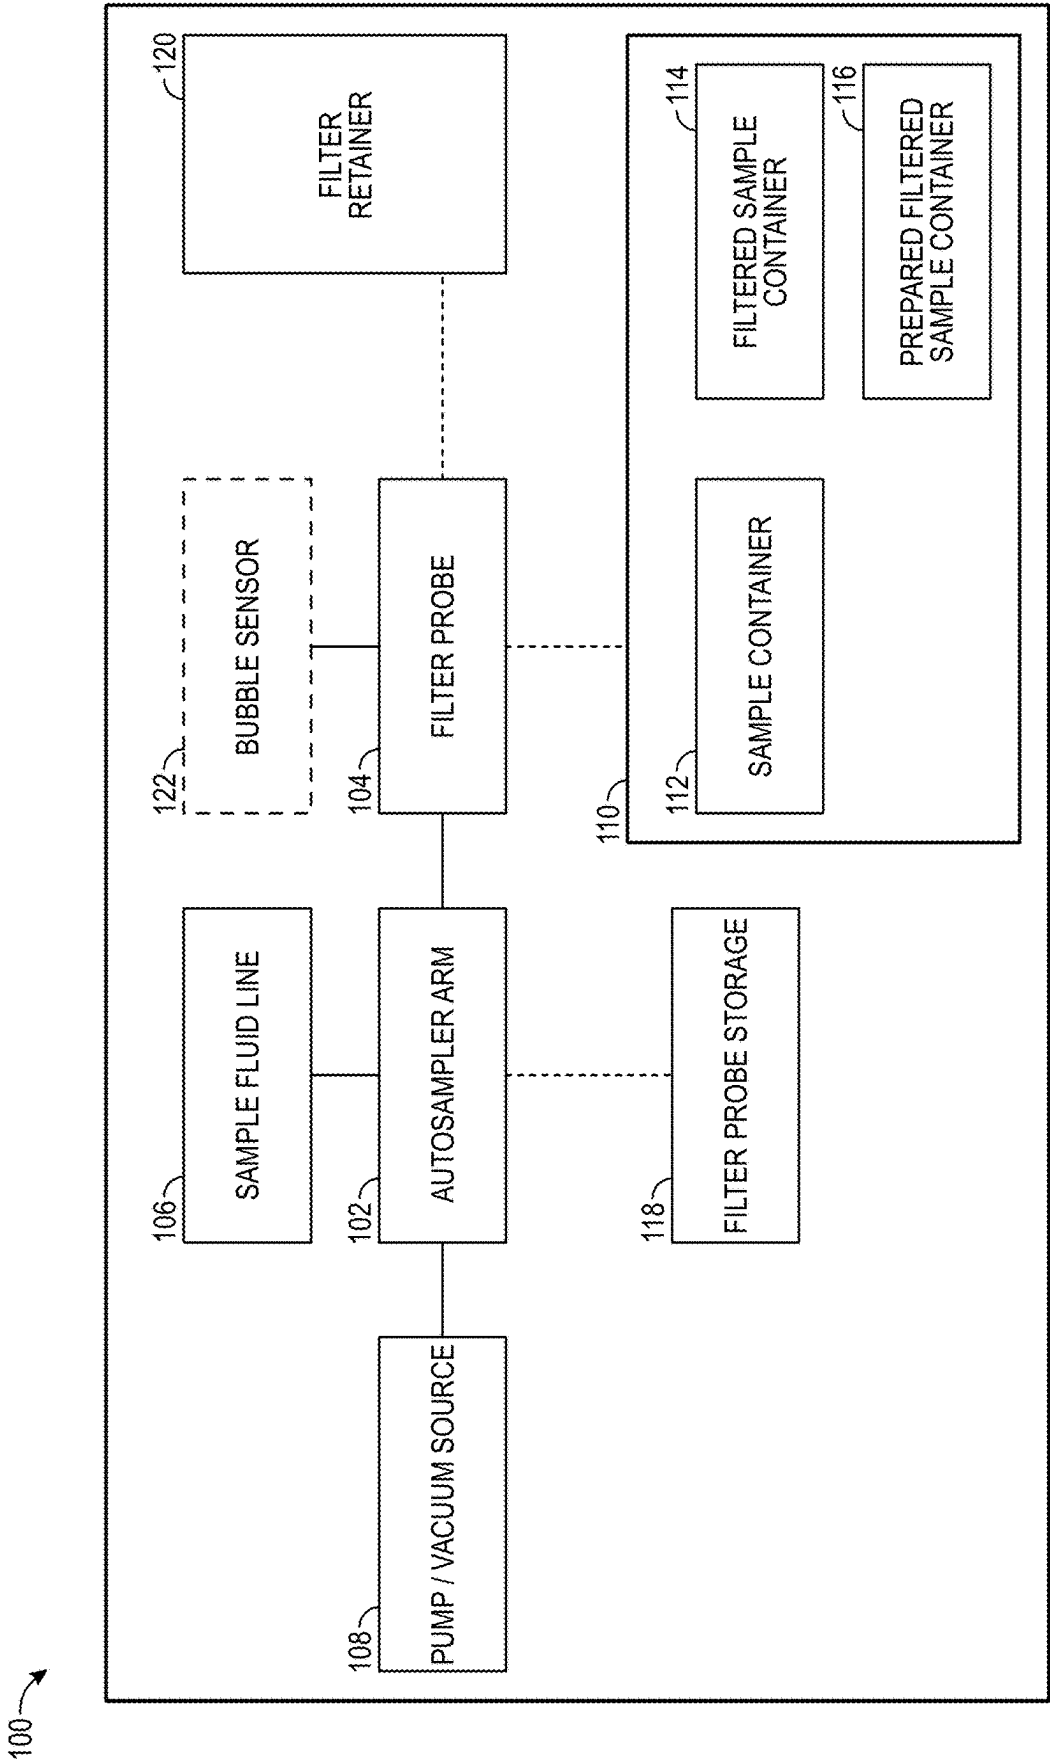 100
106
SAMPLE FLUID LINE
122
BUBBLE SENSOR
120
FILTER
RETAINER
108
PUMP / VACUUM SOURCE
102
AUTOSAMPLER ARM
104
FILTER PROBE
118
FILTER PROBE STORAGE
110
112
SAMPLE CONTAINER
114
FILTERED SAMPLE
CONTAINER
116
PREPARED FILTERED
SAMPLE CONTAINER